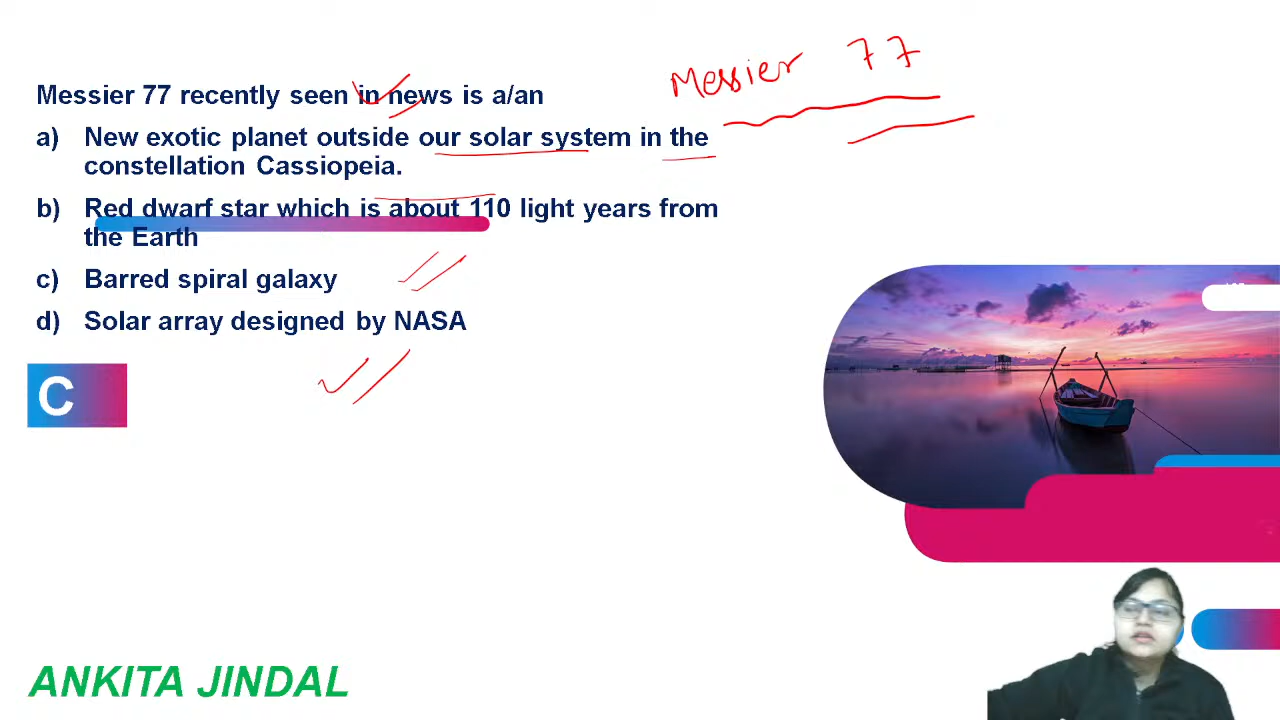 Messier 77
Messier 77 recently seen in news is a/an
a) New exotic planet outside our solar system in the
constellation Cassiopeia.
b) Red dwarf star which is about 110 light years from
the Earth
c) Barred spiral galaxy
d) Solar array designed by NASA
C
ANKITA JINDAL